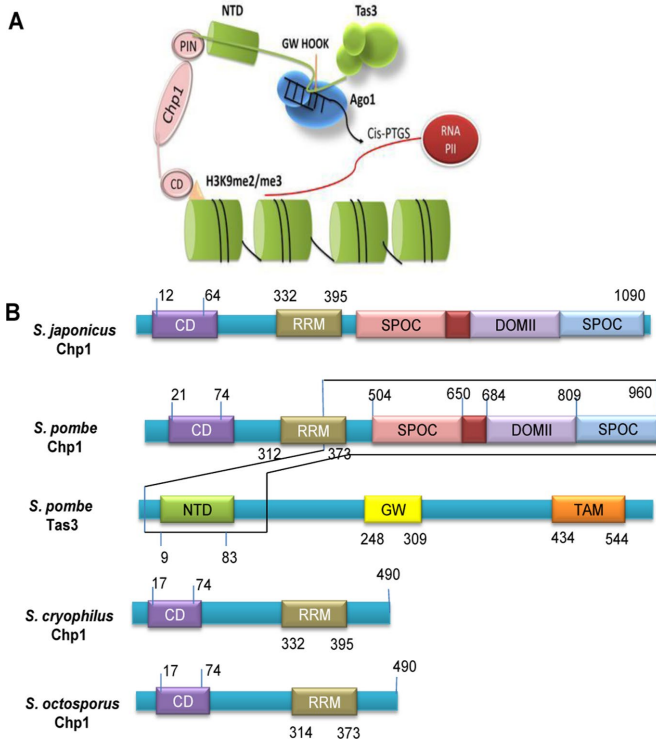 A
NTD
Tas3
PIN
GW HOOK
Chp1
Ago1
Cis-PTGS
RNA
PII
CD
H3K9me2/me3
B
12 64 332 395 1090
S. japonicus
Chp1
CD RRM SPOC DOMII SPOC
21 74 504 650 684 809 960
S. pombe
Chp1
CD RRM SPOC DOMII SPOC
312 373
S. pombe
Tas3
NTD GW TAM
9 83 248 309 434 544
17 74 490
S. cryophilus
Chp1
CD RRM
332 395
17 74 490
S. octosporus
Chp1
CD RRM
314 373